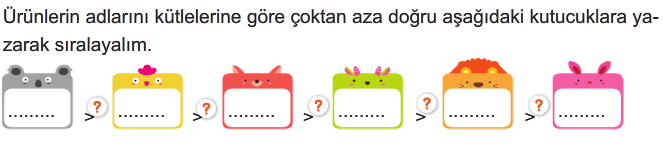 Ürünlerin adlarını kütlelerine göre çoktan aza doğru aşağıdaki kutucuklara ya-
zarak sıralayalım.
......... > ? ......... > ? ......... > ? ......... > ? ......... > ? .........